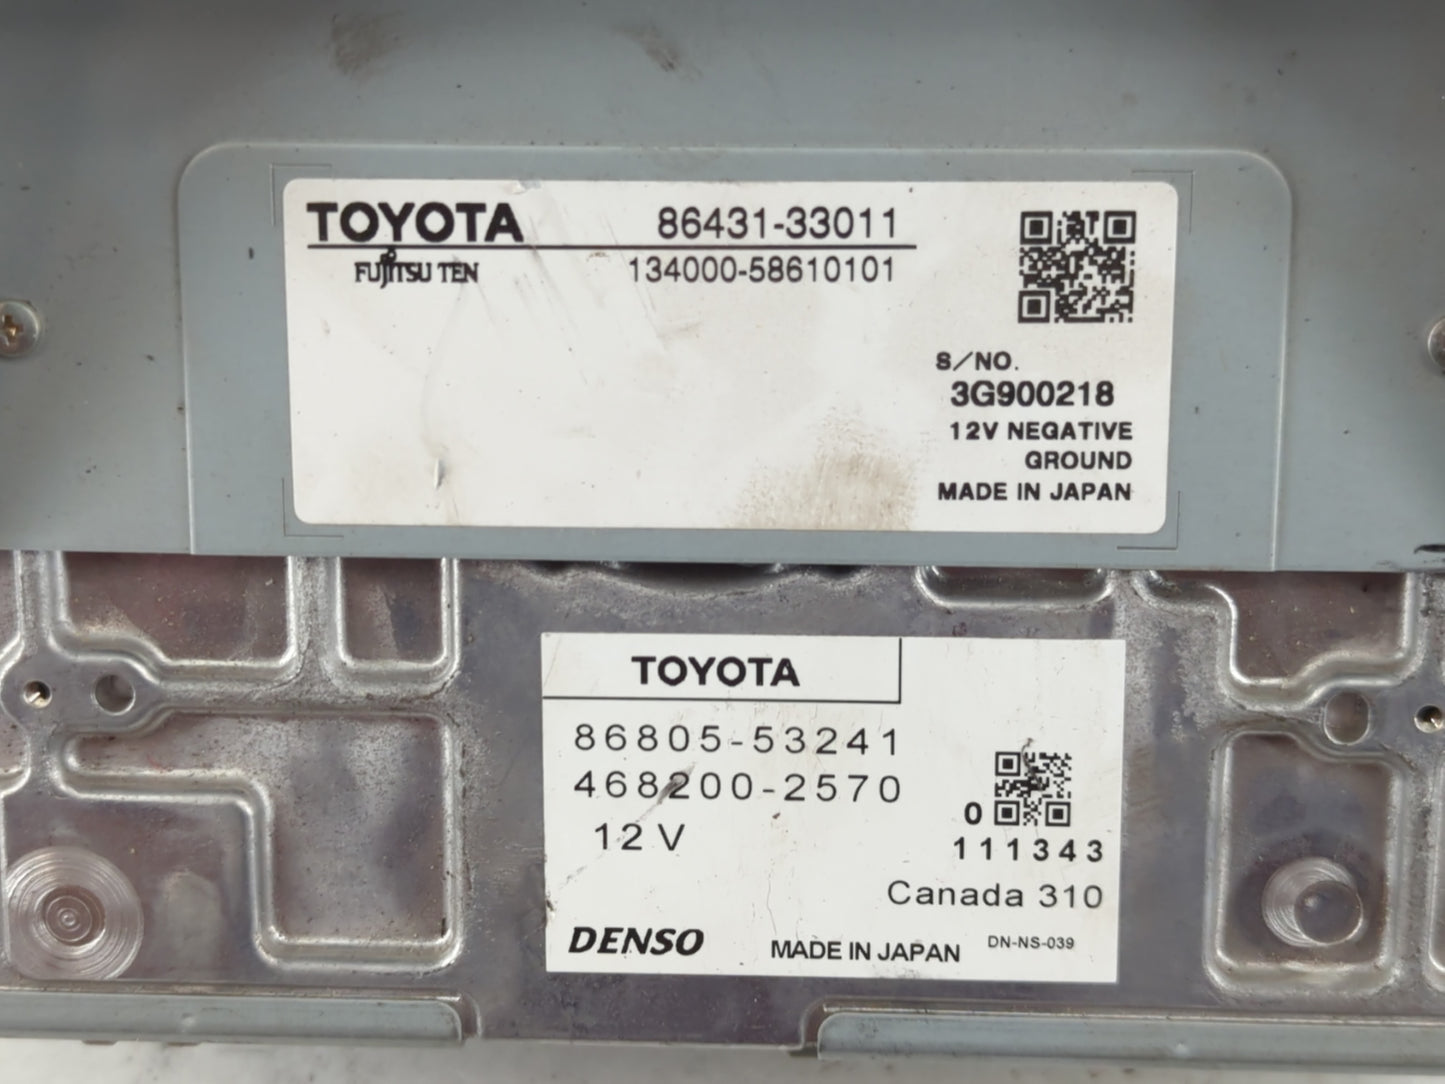 TOYOTA 86431-33011
FUJITSU TEN 134000-58610101
S/NO.
3G900218
12V NEGATIVE
GROUND
MADE IN JAPAN
TOYOTA
86805-53241
468200-2570
12V
0
111343
Canada 310
DENSO MADE IN JAPAN DN-NS-039